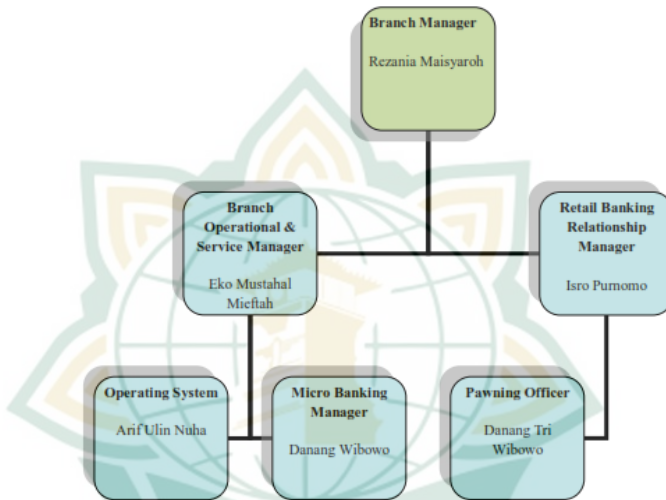 Branch Manager
Rezania Maisyaroh
Branch
Operational &
Service Manager
Eko Mustahal
Mieftah
Retail Banking
Relationship
Manager
Isro Purnomo
Operating System
Arif Ulin Nuha
Micro Banking
Manager
Danang Wibowo
Pawning Officer
Danang Tri
Wibowo